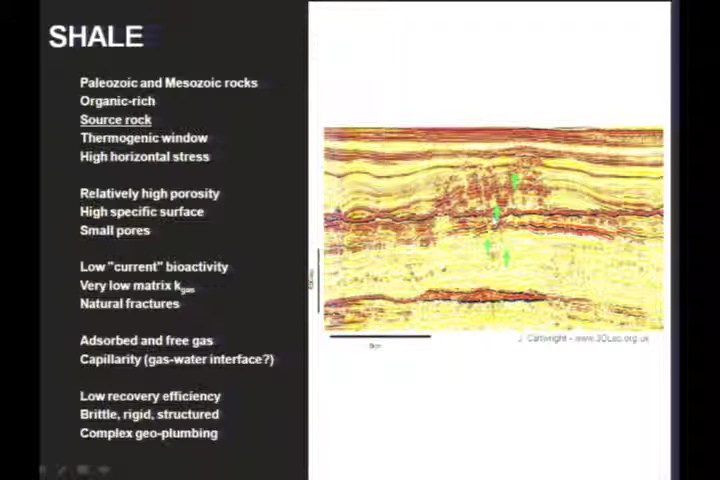 SHALE
Paleozoic and Mesozoic rocks
Organic-rich
Source rock
Thermogenic window
High horizontal stress
Relatively high porosity
High specific surface
Small pores
Low "current" bioactivity
Very low matrix kgas
Natural fractures
Adsorbed and free gas
Capillarity (gas-water interface?)
Low recovery efficiency
Brittle, rigid, structured
Complex geo-plumbing
J. Cartwright - www.3DLab.org.uk